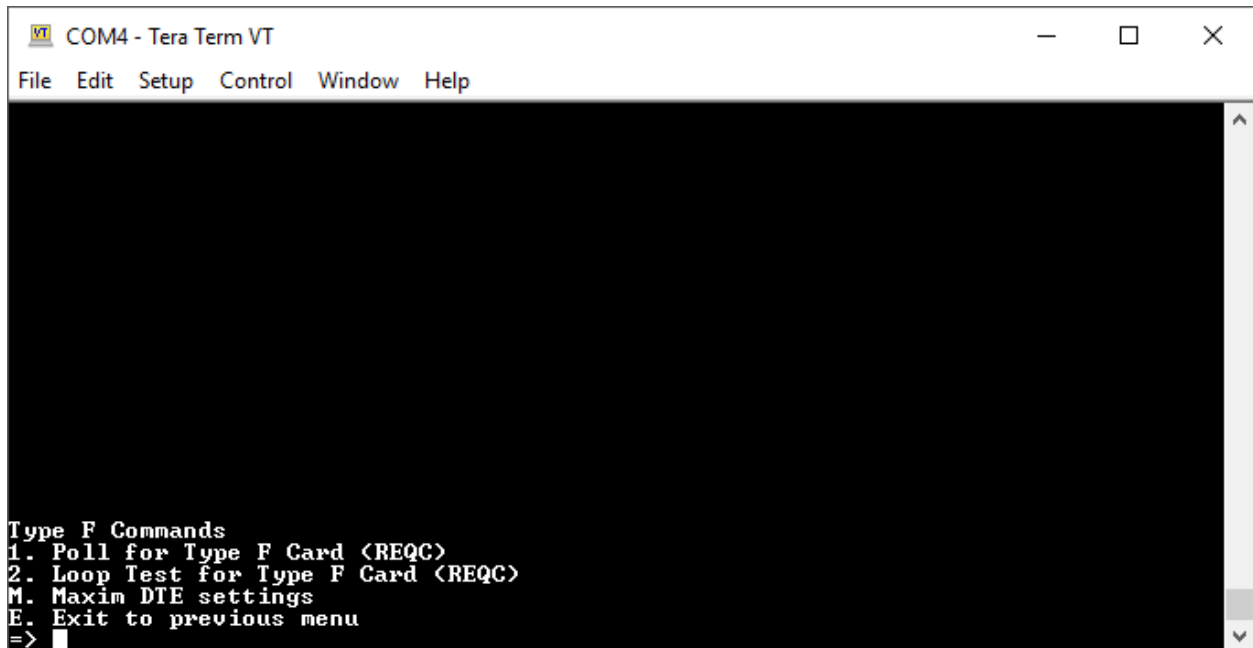 COM4 - Tera Term VT
File Edit Setup Control Window Help
Type F Commands
1. Poll for Type F Card (REQC)
2. Loop Test for Type F Card (REQC)
M. Maxim DTE settings
E. Exit to previous menu
=>